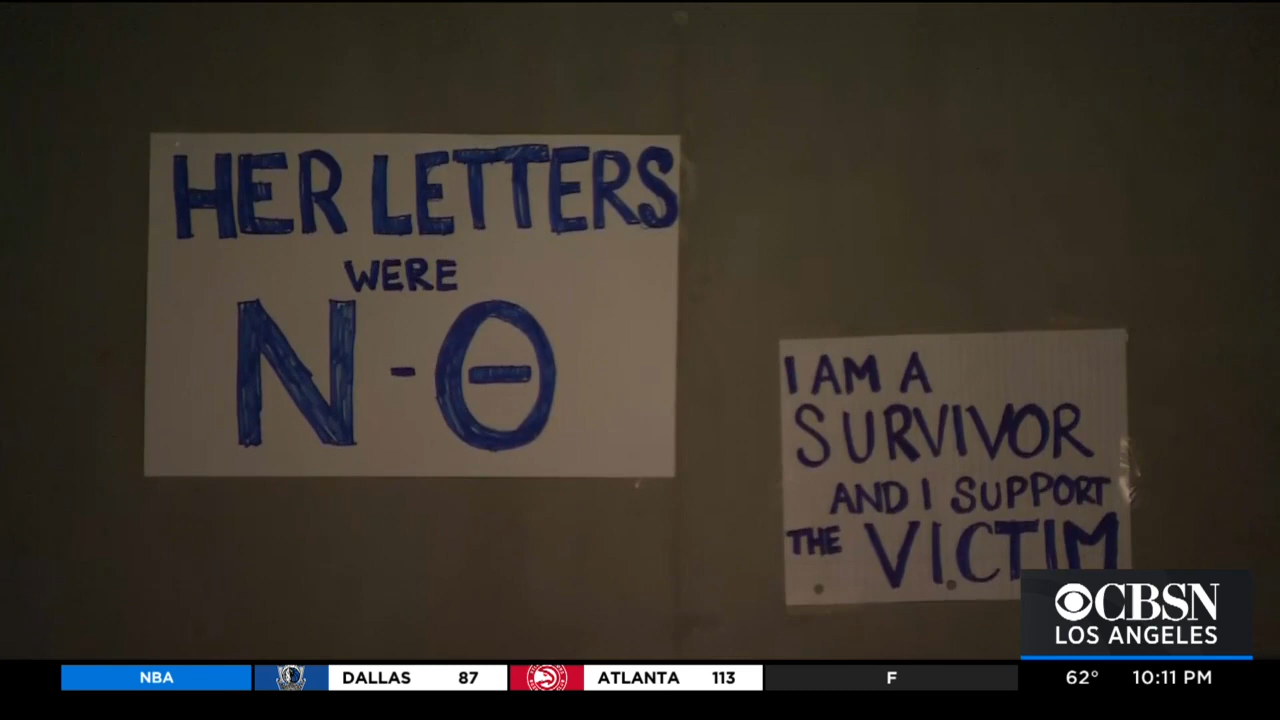 HER LETTERS
WERE
N - Θ
I AM A
SURVIVOR
AND I SUPPORT
THE VICTIM
CBSN
LOS ANGELES
NBA DALLAS 87 ATLANTA 113 F 62° 10:11 PM